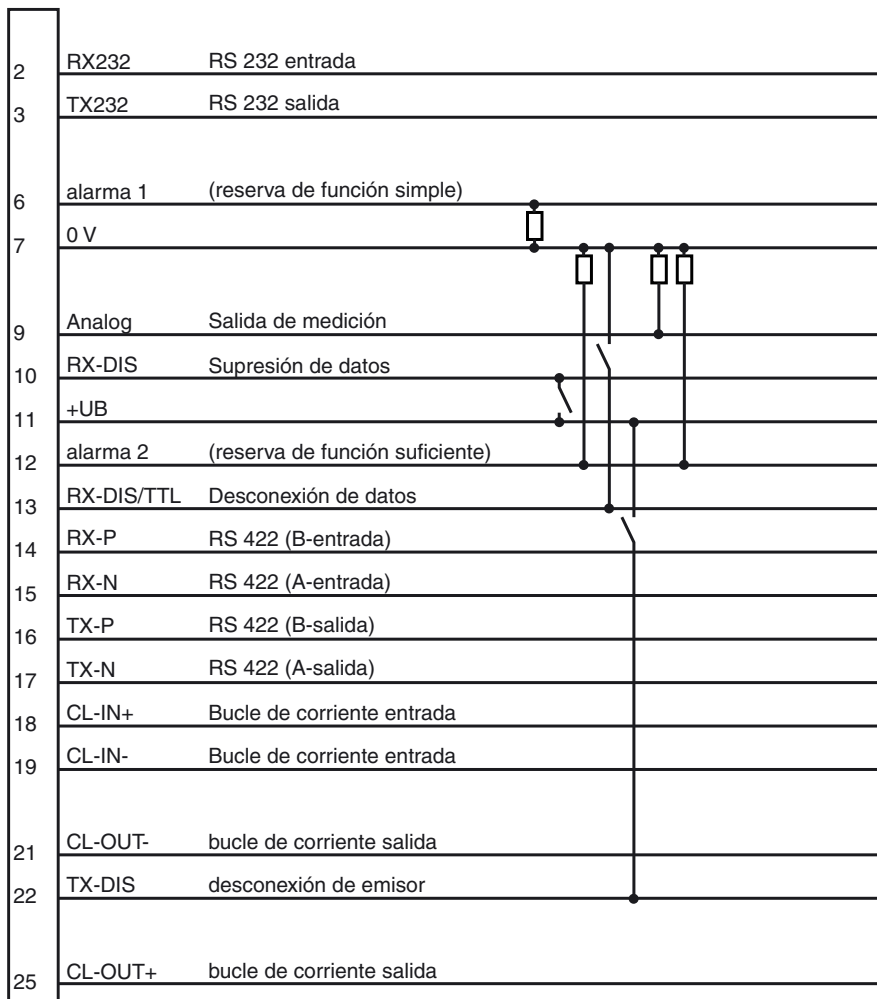 2 RX232 RS 232 entrada
3 TX232 RS 232 salida
6 alarma 1 (reserva de función simple)
7 0 V
9 Analog Salida de medición
10 RX-DIS Supresión de datos
11 +UB
12 alarma 2 (reserva de función suficiente)
13 RX-DIS/TTL Desconexión de datos
14 RX-P RS 422 (B-entrada)
15 RX-N RS 422 (A-entrada)
16 TX-P RS 422 (B-salida)
17 TX-N RS 422 (A-salida)
18 CL-IN+ Bucle de corriente entrada
19 CL-IN- Bucle de corriente entrada
21 CL-OUT- bucle de corriente salida
22 TX-DIS desconexión de emisor
25 CL-OUT+ bucle de corriente salida